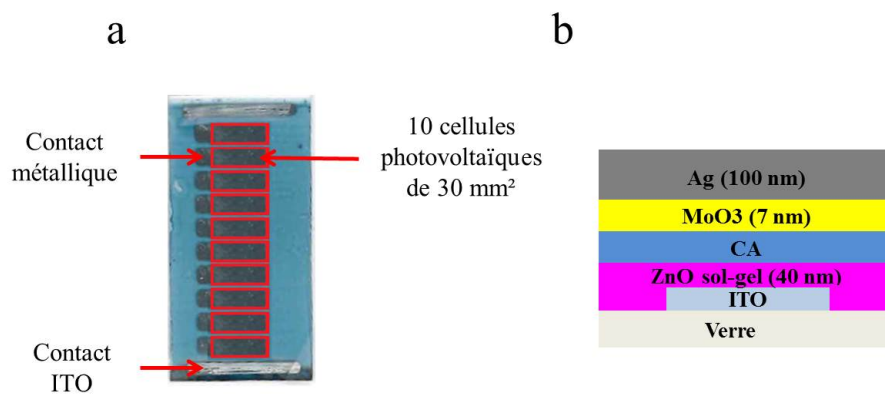 a
b
Contact
métallique
10 cellules
photovoltaïques
de 30 mm²
Contact
ITO
Ag (100 nm)
MoO3 (7 nm)
CA
ZnO sol-gel (40 nm)
ITO
Verre